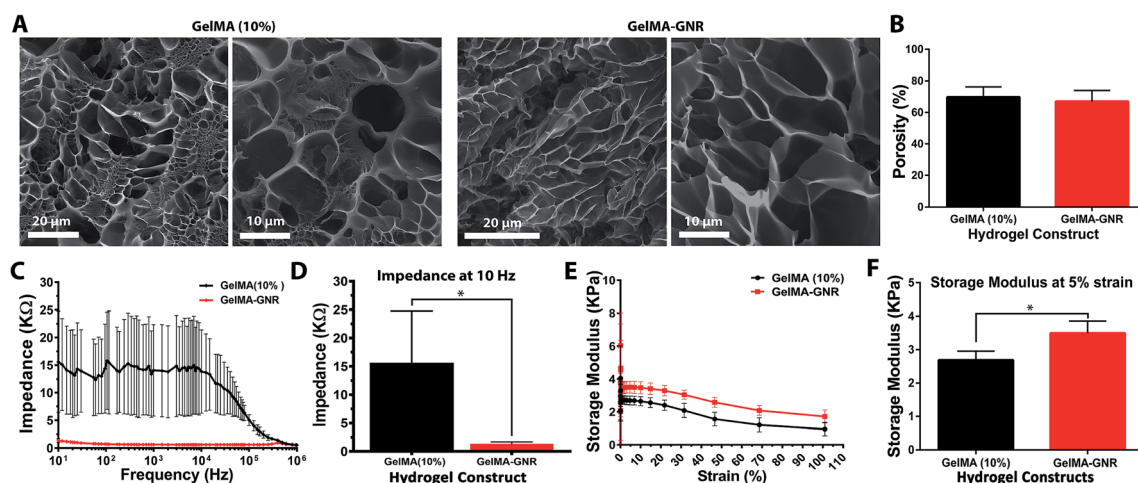 A
GelMA (10%)
GelMA-GNR
20 μm
10 μm
20 μm
10 μm
B
Porosity (%)
100
80
60
40
20
0
GelMA (10%)
GelMA-GNR
Hydrogel Construct
C
Impedance (KΩ)
30
25
20
15
10
5
0
GelMA(10% )
GelMA-GNR
10^1
10^2
10^3
10^4
10^5
10^6
Frequency (Hz)
D
Impedance at 10 Hz
Impedance (KΩ)
30
25
20
15
10
5
0
*
GelMA(10%)
GelMA-GNR
Hydrogel Construct
E
Storage Modulus (KPa)
10
8
6
4
2
0
GelMA (10%)
GelMA-GNR
0 10 20 30 40 50 60 70 80 90 100 110
Strain (%)
F
Storage Modulus at 5% strain
Storage Modulus (KPa)
5
4
3
2
1
0
*
GelMA (10%)
GelMA-GNR
Hydrogel Constructs